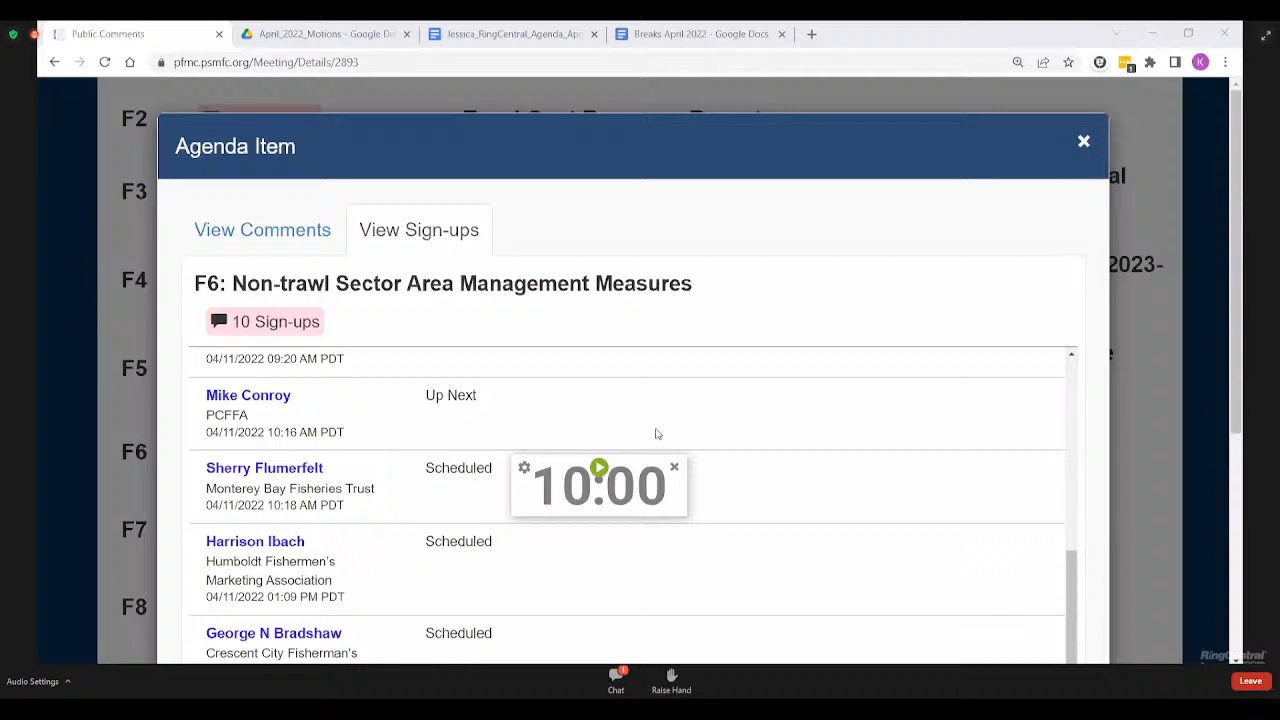 Public Comments
April_2022_Motions - Google Dri
Jessica_RingCentral_Agenda_Apr
Breaks April 2022 - Google Docs
pfmc.psmfc.org/Meeting/Details/2893
K
F2
Agenda Item
F3
al
View Comments
View Sign-ups
2023-
F4
F6: Non-trawl Sector Area Management Measures
10 Sign-ups
04/11/2022 09:20 AM PDT
F5
e
Mike Conroy
Up Next
PCFFA
04/11/2022 10:16 AM PDT
F6
Sherry Flumerfelt
Scheduled
10:00
Monterey Bay Fisheries Trust
04/11/2022 10:18 AM PDT
F7
Harrison Ibach
Scheduled
Humboldt Fishermen's
Marketing Association
04/11/2022 01:09 PM PDT
F8
George N Bradshaw
Scheduled
Crescent City Fisherman's
RingCentral
Audio Settings
1
Chat
Raise Hand
Leave